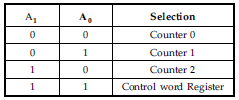 A1 A0 Selection
0 0 Counter 0
0 1 Counter 1
1 0 Counter 2
1 1 Control word Register